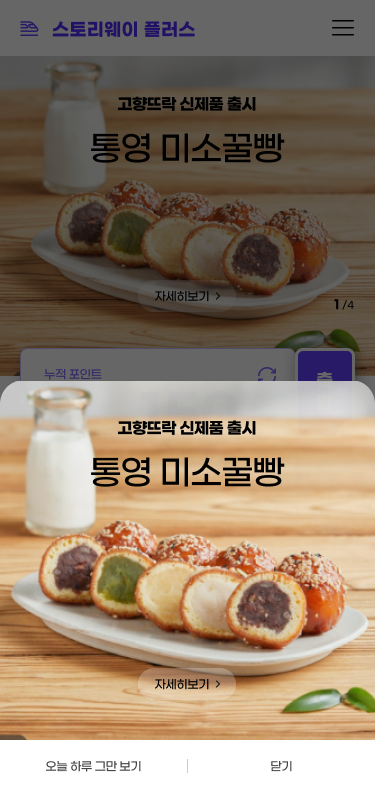 스토리웨이 플러스
고향뜨락 신제품 출시
통영 미소꿀빵
자세히보기
1 /4
누적 포인트
고향뜨락 신제품 출시
통영 미소꿀빵
자세히보기
오늘 하루 그만 보기
닫기